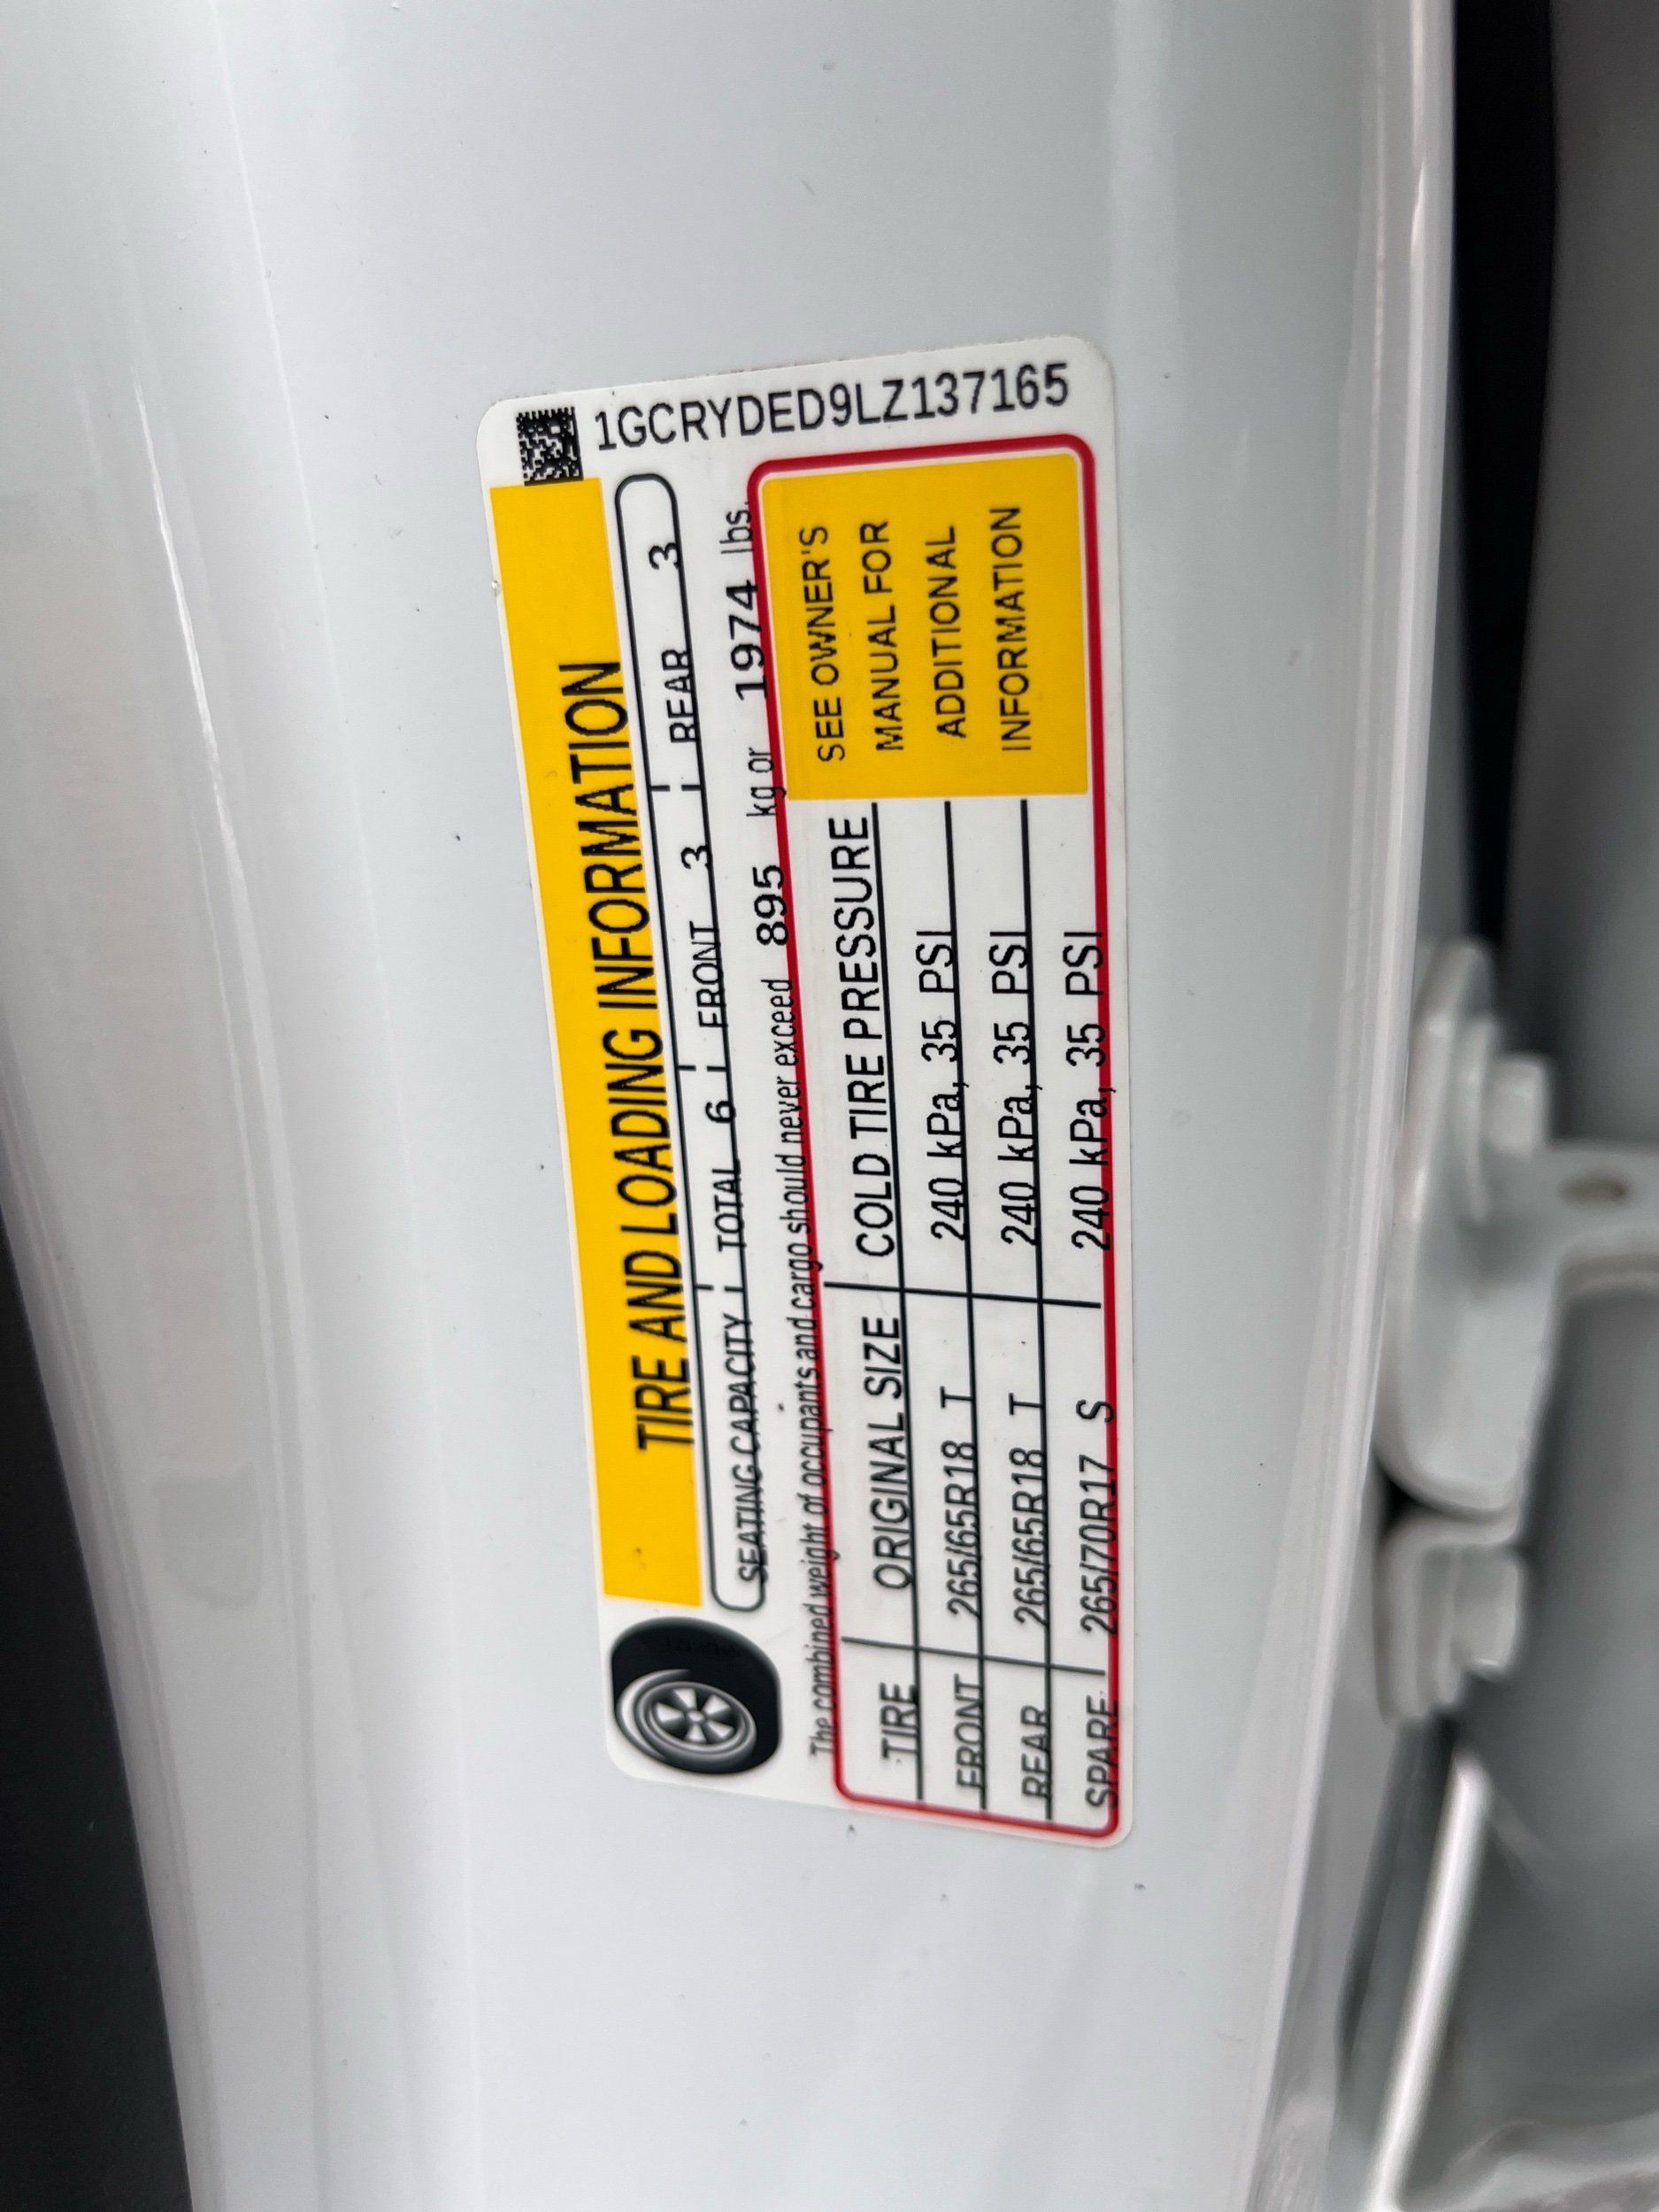 TIRE AND LOADING INFORMATION
SEATING CAPACITY TOTAL 6 FRONT 3 REAR 3
The combined weight of occupants and cargo should never exceed 895 kg or 1974 lbs.
TIRE ORIGINAL SIZE COLD TIRE PRESSURE
FRONT 265/65R18 T 240 kPa, 35 PSI
REAR 265/65R18 T 240 kPa, 35 PSI
SPARE 265/70R17 S 240 kPa, 35 PSI
SEE OWNER'S
MANUAL FOR
ADDITIONAL
INFORMATION
1GCRYDED9LZ137165